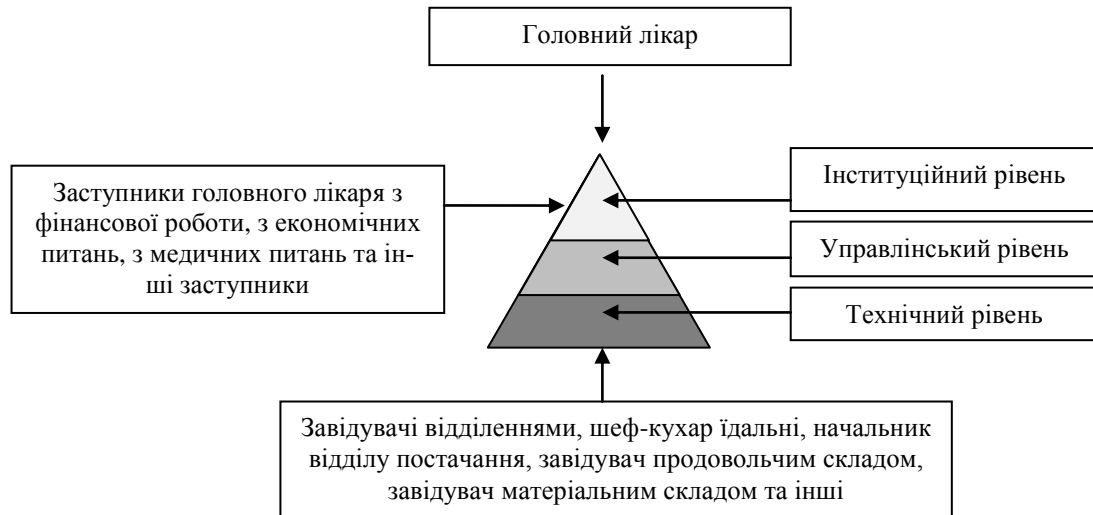 Головний лікар
Заступники головного лікаря з
фінансової роботи, з економічних
питань, з медичних питань та ін-
ші заступники
Інституційний рівень
Управлінський рівень
Технічний рівень
Завідувачі відділеннями, шеф-кухар їдальні, начальник
відділу постачання, завідувач продовольчим складом,
завідувач матеріальним складом та інші